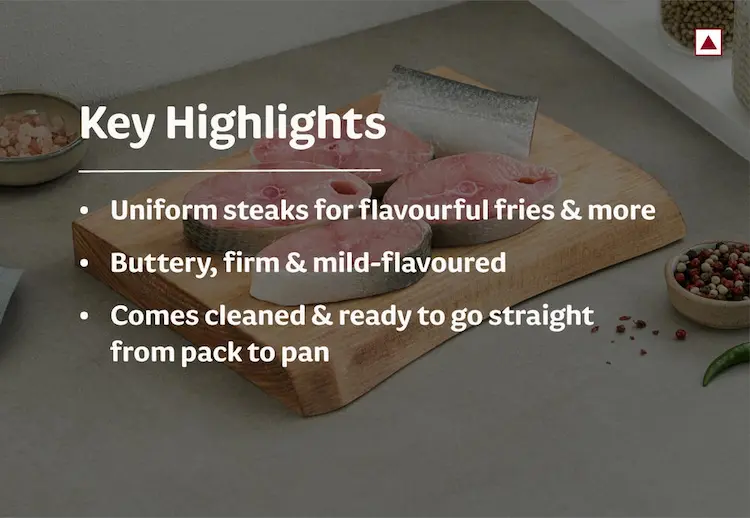 Key Highlights
• Uniform steaks for flavourful fries & more
• Buttery, firm & mild-flavoured
• Comes cleaned & ready to go straight
from pack to pan